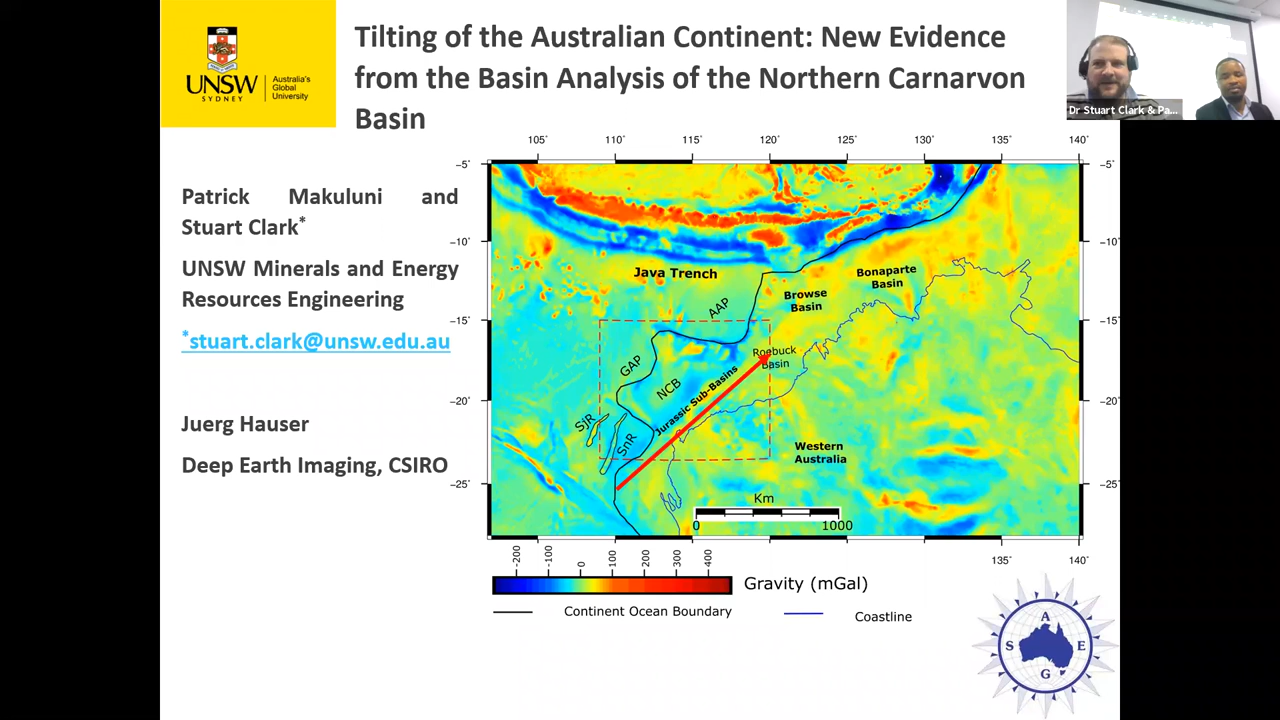 UNSW
SYDNEY
Australia's
Global
University
Tilting of the Australian Continent: New Evidence
from the Basin Analysis of the Northern Carnarvon
Basin
Dr Stuart Clark & Pa...
Patrick Makuluni and
Stuart Clark*
UNSW Minerals and Energy
Resources Engineering
*stuart.clark@unsw.edu.au
Juerg Hauser
Deep Earth Imaging, CSIRO
105° 110° 115° 120° 125° 130° 135° 140°
-5° -5°
-10° -10°
-15° -15°
-20° -20°
-25° -25°
Java Trench
Bonaparte
Basin
Browse
Basin
AAP
Roebuck
Basin
GAP
NCB
Jurassic Sub-Basins
SJR
SnR
Western
Australia
Km
0 1000
135° 140°
-200 -100 0 100 200 300 400
Gravity (mGal)
Continent Ocean Boundary
Coastline
A
S E
G